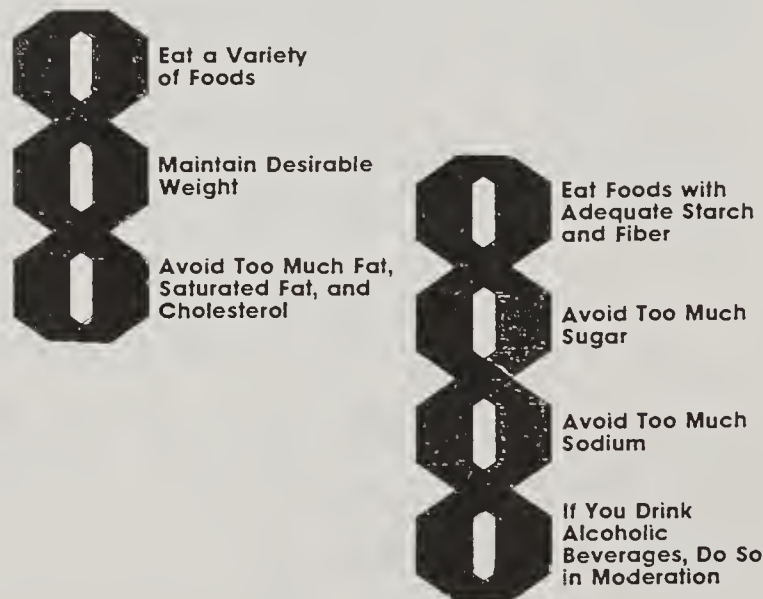 Eat a Variety
of Foods
Maintain Desirable
Weight
Avoid Too Much Fat,
Saturated Fat, and
Cholesterol
Eat Foods with
Adequate Starch
and Fiber
Avoid Too Much
Sugar
Avoid Too Much
Sodium
If You Drink
Alcoholic
Beverages, Do So
in Moderation